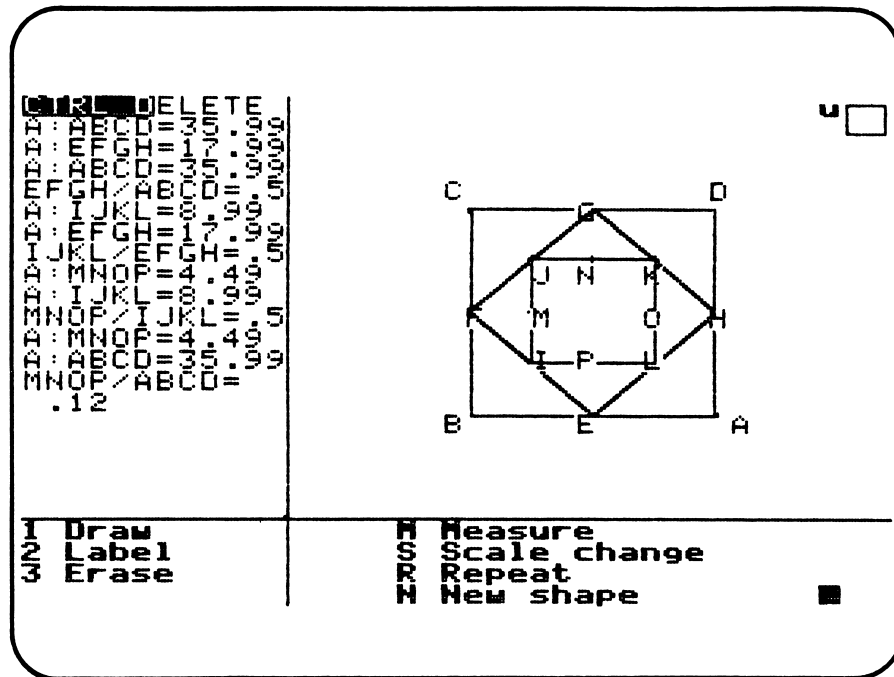 [CTRL-D]ELETE
A:ABCD=35.99
A:EFGH=17.99
A:ABCD=35.99
EFGH/ABCD=.5
A:IJKL=8.99
A:EFGH=17.99
IJKL/EFGH=.5
A:MNOP=4.49
A:IJKL=8.99
MNOP/IJKL=.5
A:MNOP=4.49
A:ABCD=35.99
MNOP/ABCD=
.12
u
C D
G
J N K
F M O H
I P L
B E A
1 Draw
2 Label
3 Erase
M Measure
S Scale change
R Repeat
N New shape